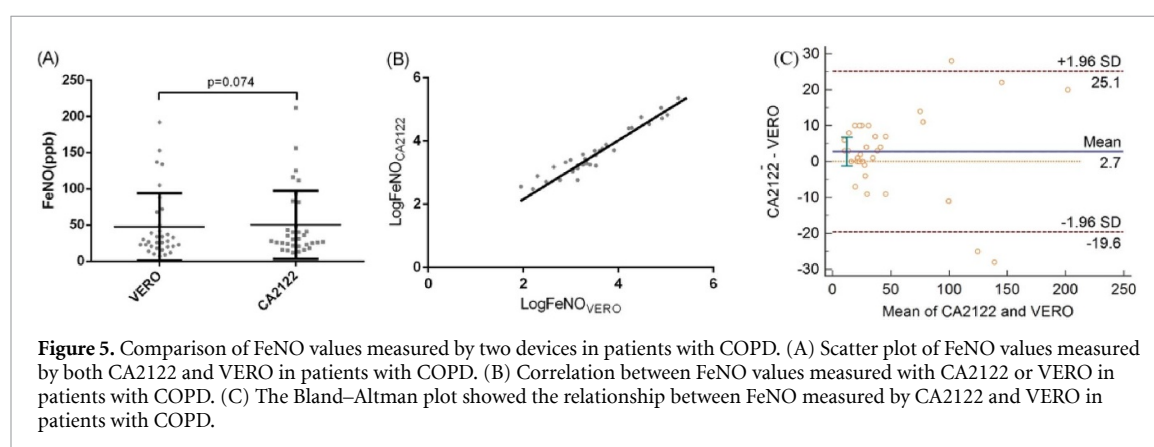 (A)
p=0.074
250
200
150
100
50
0
FeNO(ppb)
VERO
CA2122
(B)
6
4
2
0
LogFeNOCA2122
0
2
4
6
LogFeNOVERO
(C)
30
20
10
0
-10
-20
-30
CA2122 - VERO
+1.96 SD
25.1
Mean
2.7
-1.96 SD
-19.6
0
50
100
150
200
250
Mean of CA2122 and VERO
Figure 5. Comparison of FeNO values measured by two devices in patients with COPD. (A) Scatter plot of FeNO values measured
by both CA2122 and VERO in patients with COPD. (B) Correlation between FeNO values measured with CA2122 or VERO in
patients with COPD. (C) The Bland–Altman plot showed the relationship between FeNO measured by CA2122 and VERO in
patients with COPD.